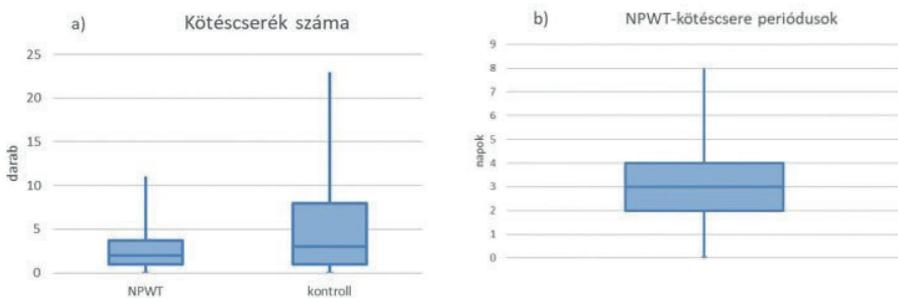 a)
Kötéscserék száma
25
20
15
10
5
0
darab
NPWT
kontroll
b)
NPWT-kötéscsere periódusok
9
8
7
6
5
4
3
2
1
0
napok